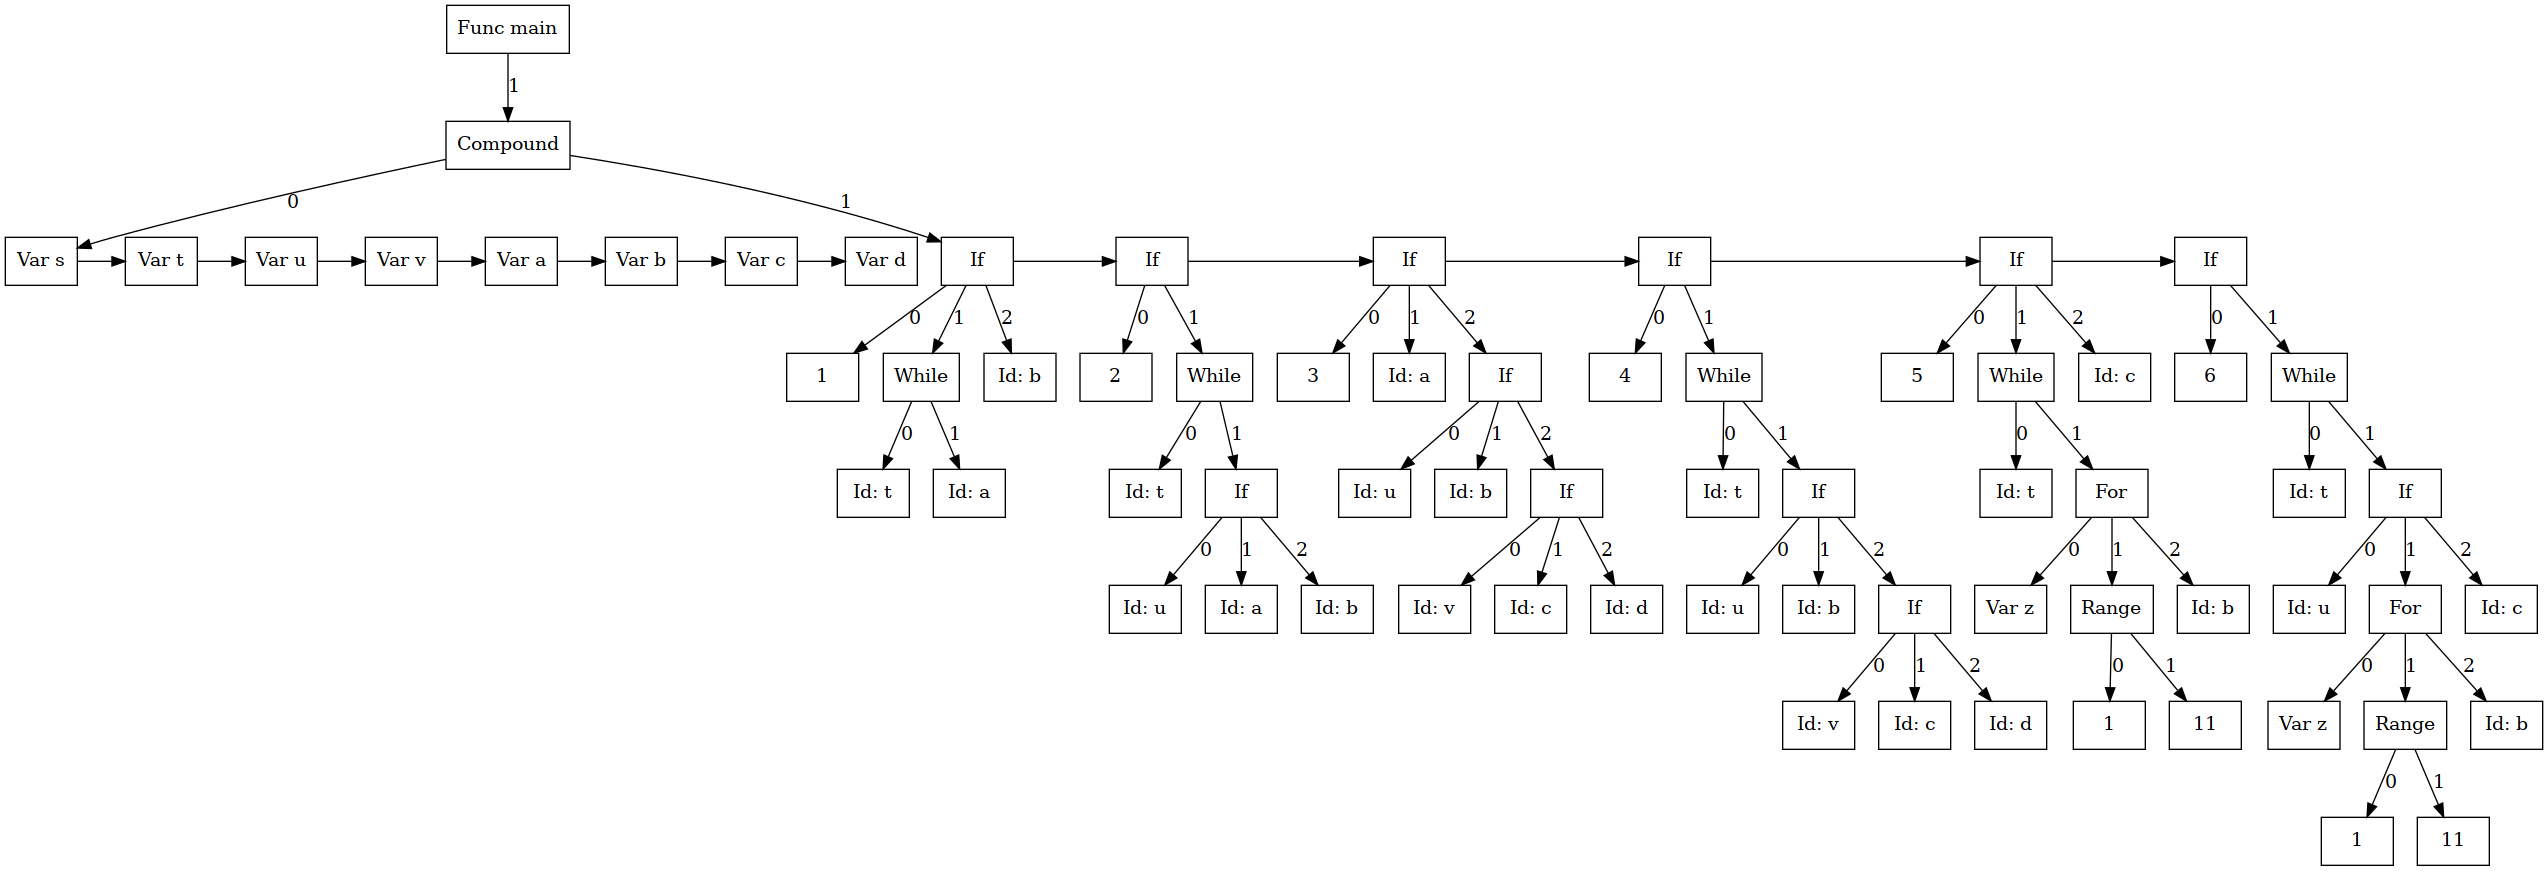 Func main
1
Compound
0
1
Var s
Var t
Var u
Var v
Var a
Var b
Var c
Var d
If
If
If
If
If
If
0
1
2
0
1
0
1
2
0
1
0
1
2
0
1
1
While
Id: b
2
While
3
Id: a
If
4
While
5
While
Id: c
6
While
0
1
0
1
0
1
2
0
1
0
1
0
1
Id: t
Id: a
Id: t
If
Id: u
Id: b
If
Id: t
If
Id: t
For
Id: t
If
0
1
2
0
1
2
0
1
2
0
1
2
0
1
2
Id: u
Id: a
Id: b
Id: v
Id: c
Id: d
Id: u
Id: b
If
Var z
Range
Id: b
Id: u
For
Id: c
0
1
2
0
1
0
1
2
Id: v
Id: c
Id: d
1
11
Var z
Range
Id: b
0
1
1
11